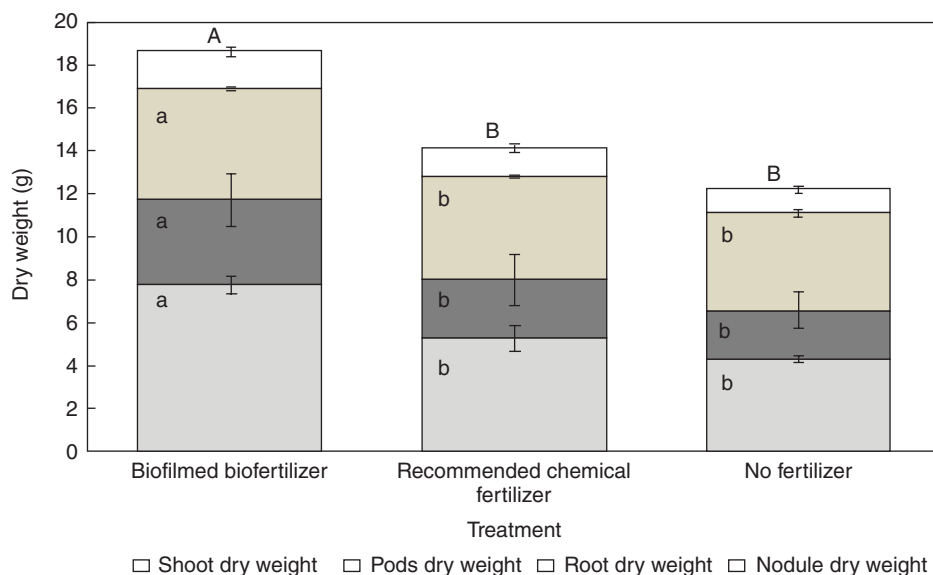 20
18
16
14
12
10
8
6
4
2
0
Dry weight (g)
A
a
a
a
B
b
b
b
B
b
b
b
Biofilmed biofertilizer
Recommended chemical
fertilizer
No fertilizer
Treatment
Shoot dry weight Pods dry weight Root dry weight Nodule dry weight